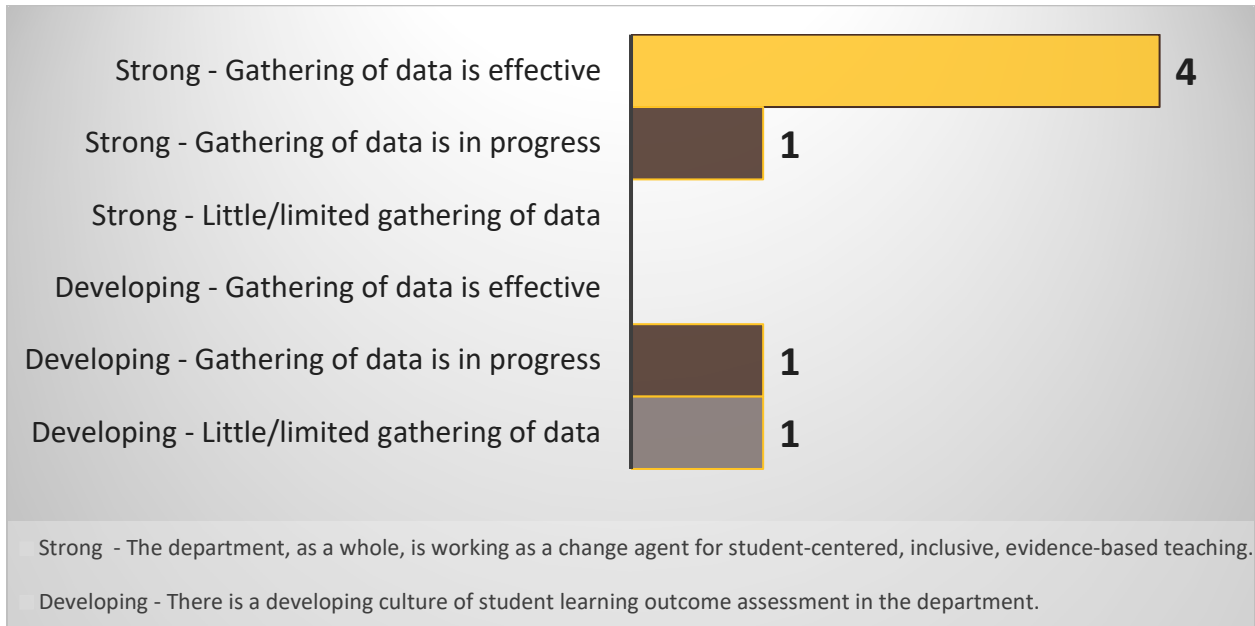 Strong - Gathering of data is effective
4
Strong - Gathering of data is in progress
1
Strong - Little/limited gathering of data
Developing - Gathering of data is effective
Developing - Gathering of data is in progress
1
Developing - Little/limited gathering of data
1
Strong  - The department, as a whole, is working as a change agent for student-centered, inclusive, evidence-based teaching.
Developing - There is a developing culture of student learning outcome assessment in the department.